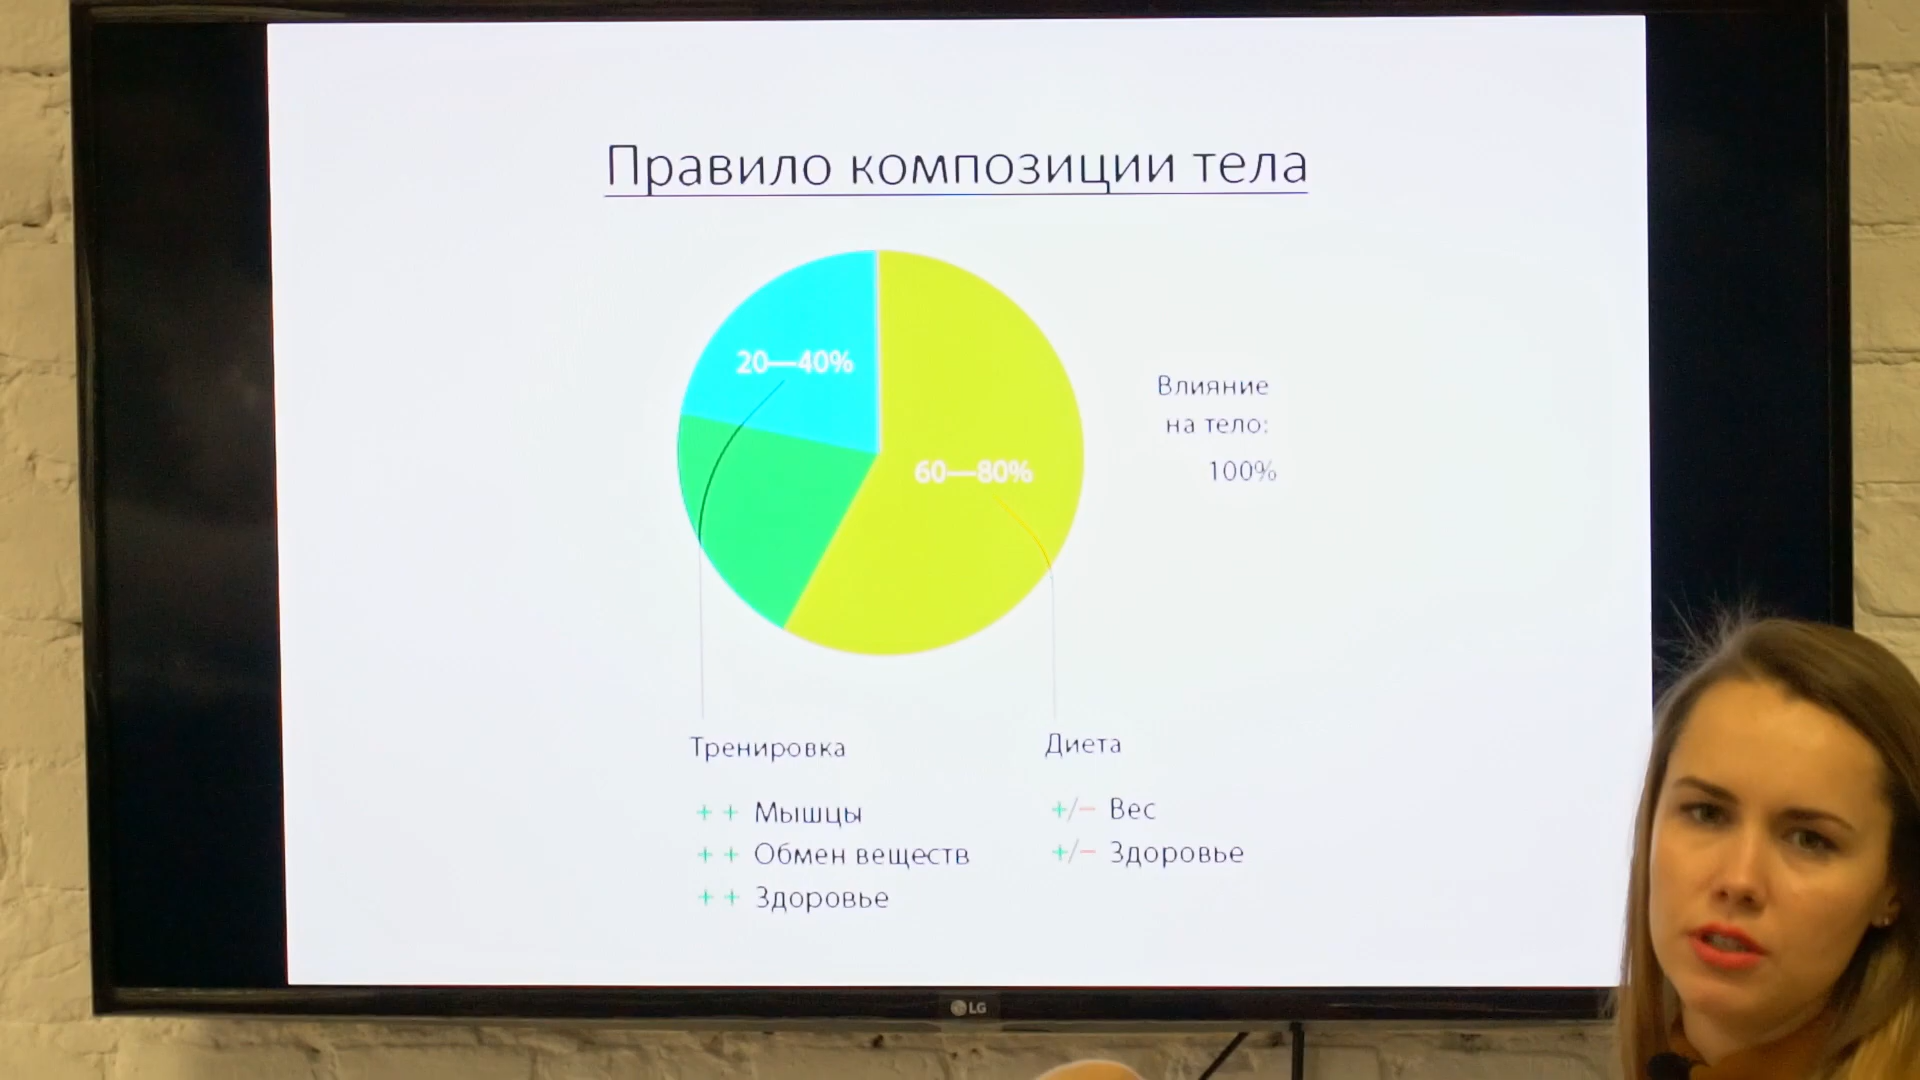 Правило композиции тела
20—40%
60—80%
Влияние
на тело:
100%
Тренировка
+ + Мышцы
+ + Обмен веществ
+ + Здоровье
Диета
+/− Вес
+/− Здоровье
LG